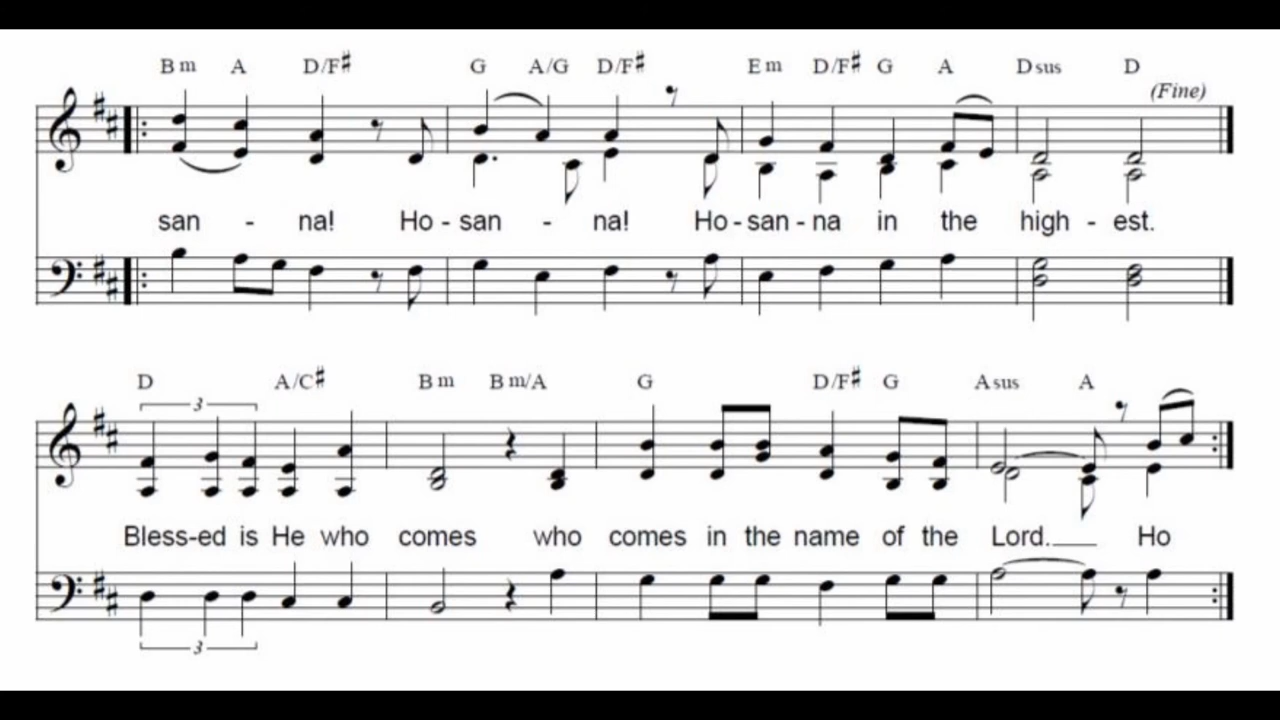 Bm A D/F♯ G A/G D/F♯ Em D/F♯ G A Dsus D
(Fine)
san - na! Ho - san - na! Ho - san - na in the high - est.
D A/C♯ Bm Bm/A G D/F♯ G Asus A
3
Bless-ed is He who comes who comes in the name of the Lord.__ Ho
3